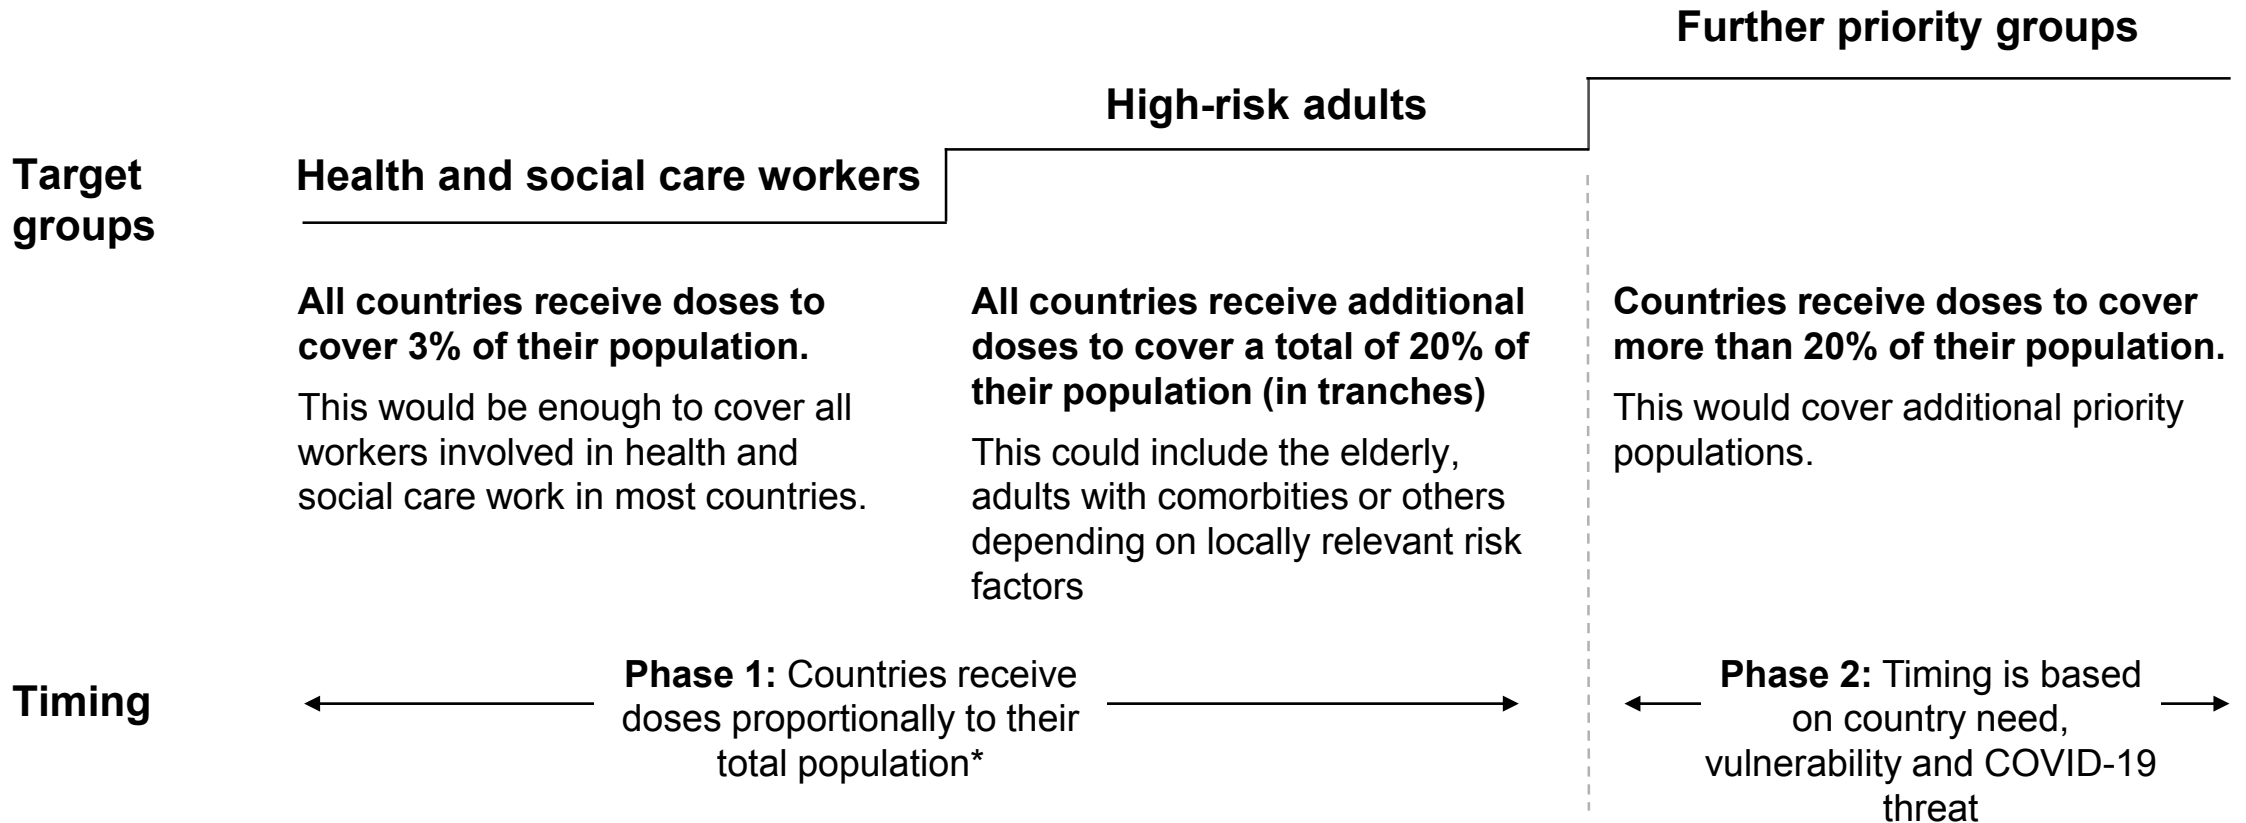 Further priority groups
High-risk adults
Target
groups
Health and social care workers
All countries receive doses to
cover 3% of their population.
This would be enough to cover all
workers involved in health and
social care work in most countries.
All countries receive additional
doses to cover a total of 20% of
their population (in tranches)
This could include the elderly,
adults with comorbities or others
depending on locally relevant risk
factors
Countries receive doses to cover
more than 20% of their population.
This would cover additional priority
populations.
Timing
Phase 1: Countries receive
doses proportionally to their
total population*
Phase 2: Timing is based
on country need,
vulnerability and COVID-19
threat